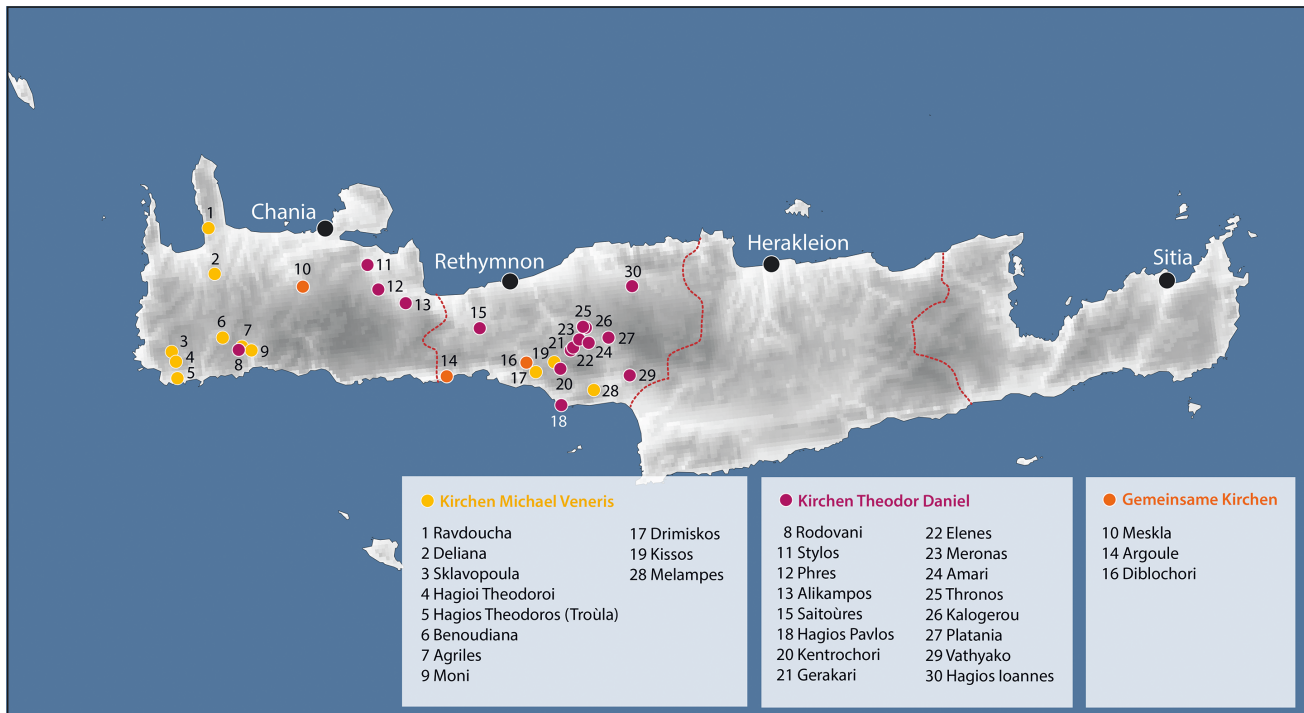 1
Chania
2
10
11
Rethymnon
Herakleion
Sitia
12
30
13
15
25
26
23
27
6
7
3
21
24
4
8
9
16
19
22
5
14
17
20
29
28
18
Kirchen Michael Veneris
1 Ravdoucha
2 Deliana
3 Sklavopoula
4 Hagioi Theodoroi
5 Hagios Theodoros (Troùla)
6 Benoudiana
7 Agriles
9 Moni
17 Drimiskos
19 Kissos
28 Melampes
Kirchen Theodor Daniel
8 Rodovani
11 Stylos
12 Phres
13 Alikampos
15 Saitoùres
18 Hagios Pavlos
20 Kentrochori
21 Gerakari
22 Elenes
23 Meronas
24 Amari
25 Thronos
26 Kalogerou
27 Platania
29 Vathyako
30 Hagios Ioannes
Gemeinsame Kirchen
10 Meskla
14 Argoule
16 Diblochori